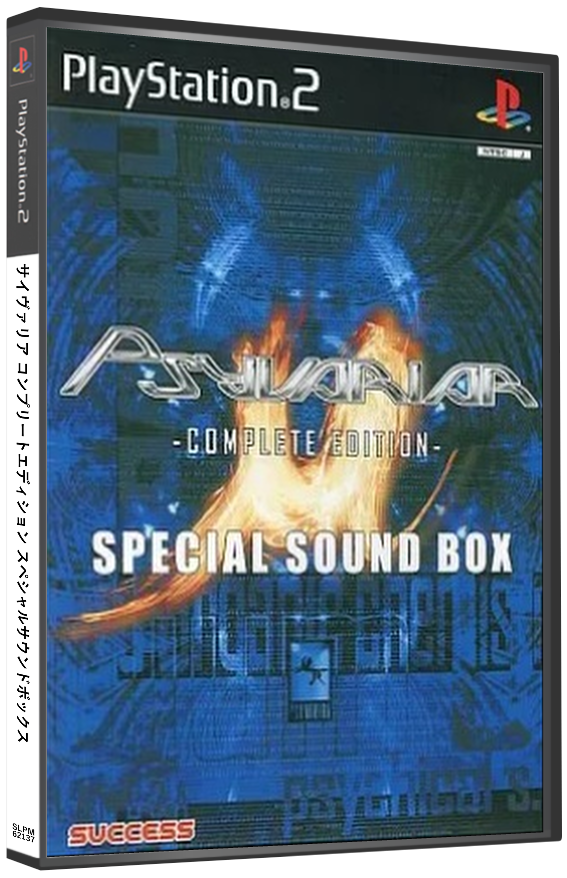 PlayStation®2
NTSC J
PSYVARIAR
-COMPLETE EDITION-
SPECIAL SOUND BOX
psychical s.
SUCCESS
PlayStation®2
サイヴァリア コンプリートエディション スペシャルサウンドボックス
SLPM
62137